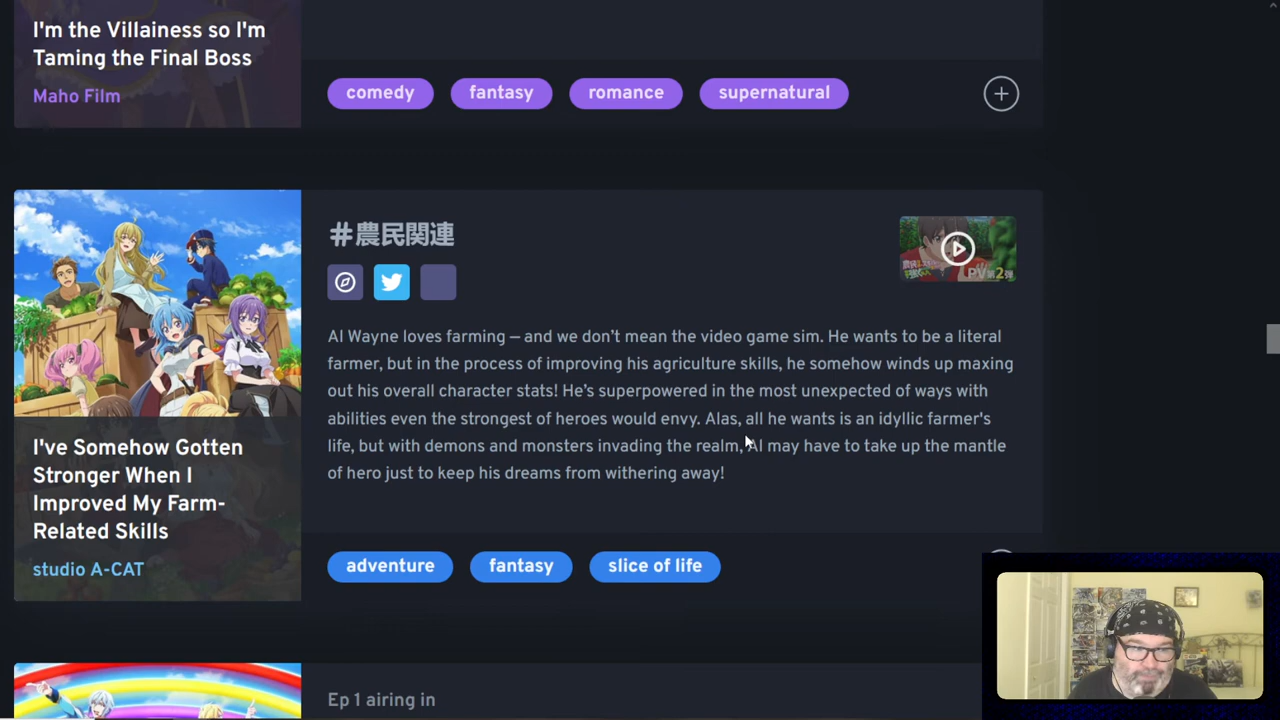 I'm the Villainess so I'm
Taming the Final Boss
Maho Film
comedy
fantasy
romance
supernatural
#農民関連
PV第2弾
Al Wayne loves farming — and we don't mean the video game sim. He wants to be a literal
farmer, but in the process of improving his agriculture skills, he somehow winds up maxing
out his overall character stats! He's superpowered in the most unexpected of ways with
abilities even the strongest of heroes would envy. Alas, all he wants is an idyllic farmer's
life, but with demons and monsters invading the realm, Al may have to take up the mantle
of hero just to keep his dreams from withering away!
I've Somehow Gotten
Stronger When I
Improved My Farm-
Related Skills
studio A-CAT
adventure
fantasy
slice of life
Ep 1 airing in